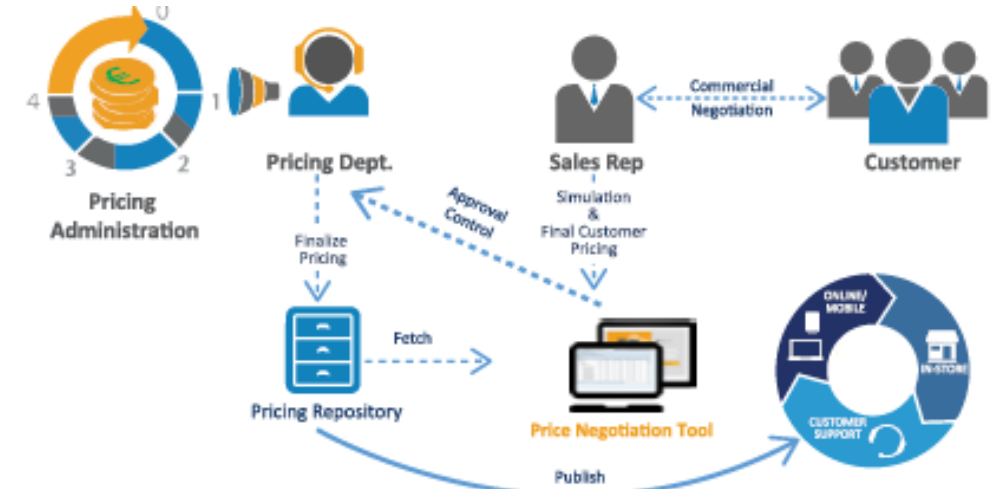 0
4
1
3
2
Pricing
Administration
Pricing Dept.
Sales Rep
Customer
Commercial
Negotiation
Finalize
Pricing
Approval
Control
Simulation
&
Final Customer
Pricing
Fetch
Pricing Repository
Price Negotiation Tool
Publish
ONLINE/
MOBILE
IN-STORE
CUSTOMER
SUPPORT